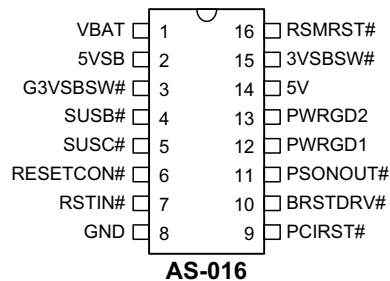 VBAT 1 16 RSMRST#
5VSB 2 15 3VSBSW#
G3VSBSW# 3 14 5V
SUSB# 4 13 PWRGD2
SUSC# 5 12 PWRGD1
RESETCON# 6 11 PSONOUT#
RSTIN# 7 10 BRSTDRV#
GND 8 9 PCIRST#
AS-016